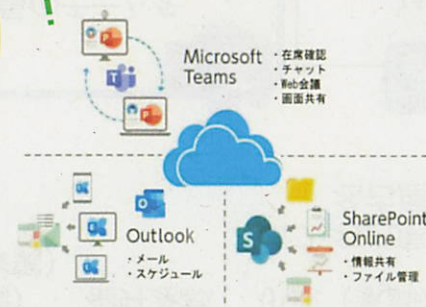 Microsoft
Teams
・在席確認
・チャット
・Web会議
・画面共有
Outlook
・メール
・スケジュール
SharePoint
Online
・情報共有
・ファイル管理